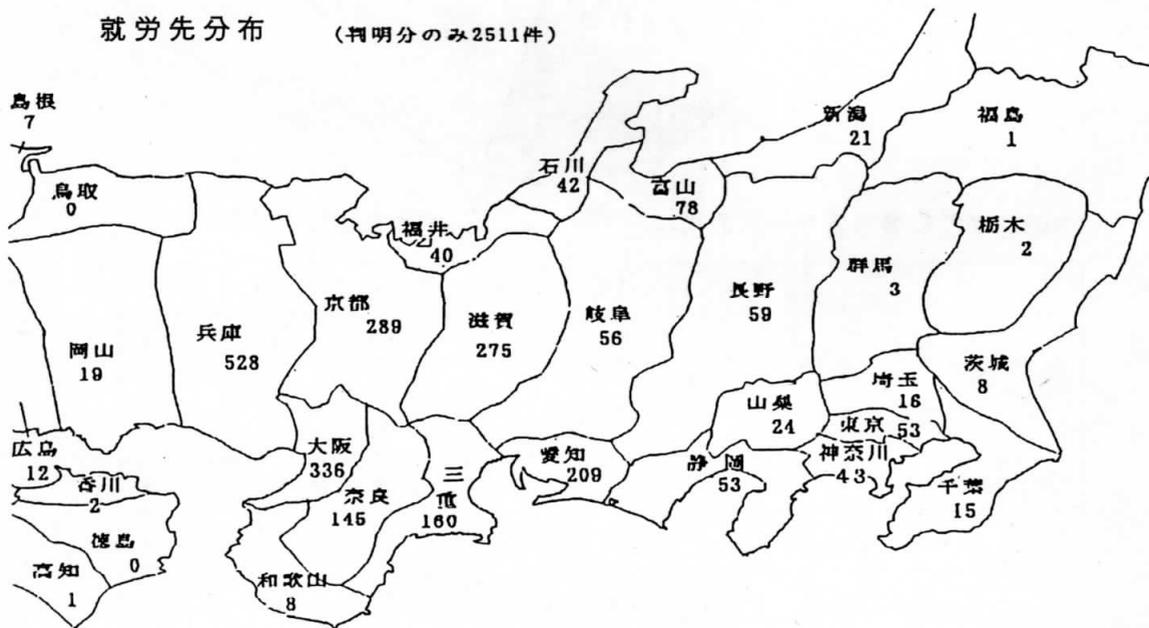 就労先分布 (判明分のみ2511件)
島根
7
鳥取
0
岡山
19
広島
12
香川
2
徳島
0
高知
1
兵庫
528
京都
289
福井
40
石川
42
富山
78
新潟
21
福島
1
栃木
2
群馬
3
長野
59
岐阜
56
滋賀
275
大阪
336
奈良
145
和歌山
8
三重
160
愛知
209
静岡
53
山梨
24
埼玉
16
東京 53
神奈川
43
千葉
15
茨城
8